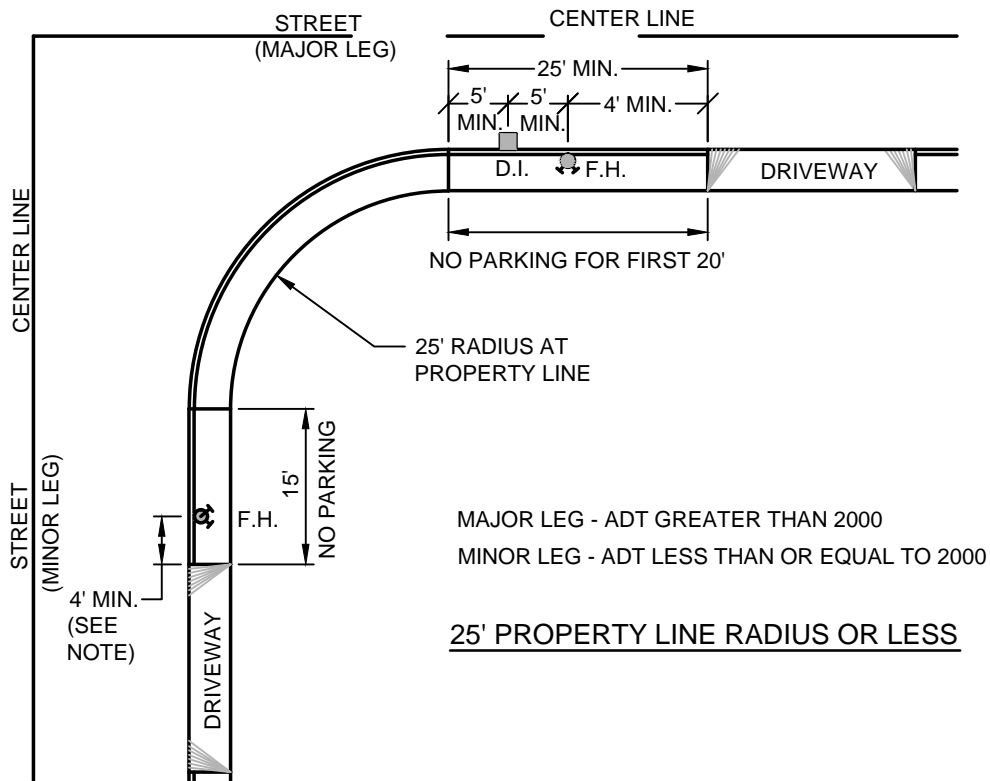 STREET
(MAJOR LEG)
CENTER LINE
25' MIN.
5'
MIN.
5'
MIN.
4' MIN.
D.I.
F.H.
DRIVEWAY
NO PARKING FOR FIRST 20'
CENTER LINE
25' RADIUS AT
PROPERTY LINE
STREET
(MINOR LEG)
F.H.
15'
NO PARKING
4' MIN.
(SEE
NOTE)
DRIVEWAY
MAJOR LEG - ADT GREATER THAN 2000
MINOR LEG - ADT LESS THAN OR EQUAL TO 2000
25' PROPERTY LINE RADIUS OR LESS